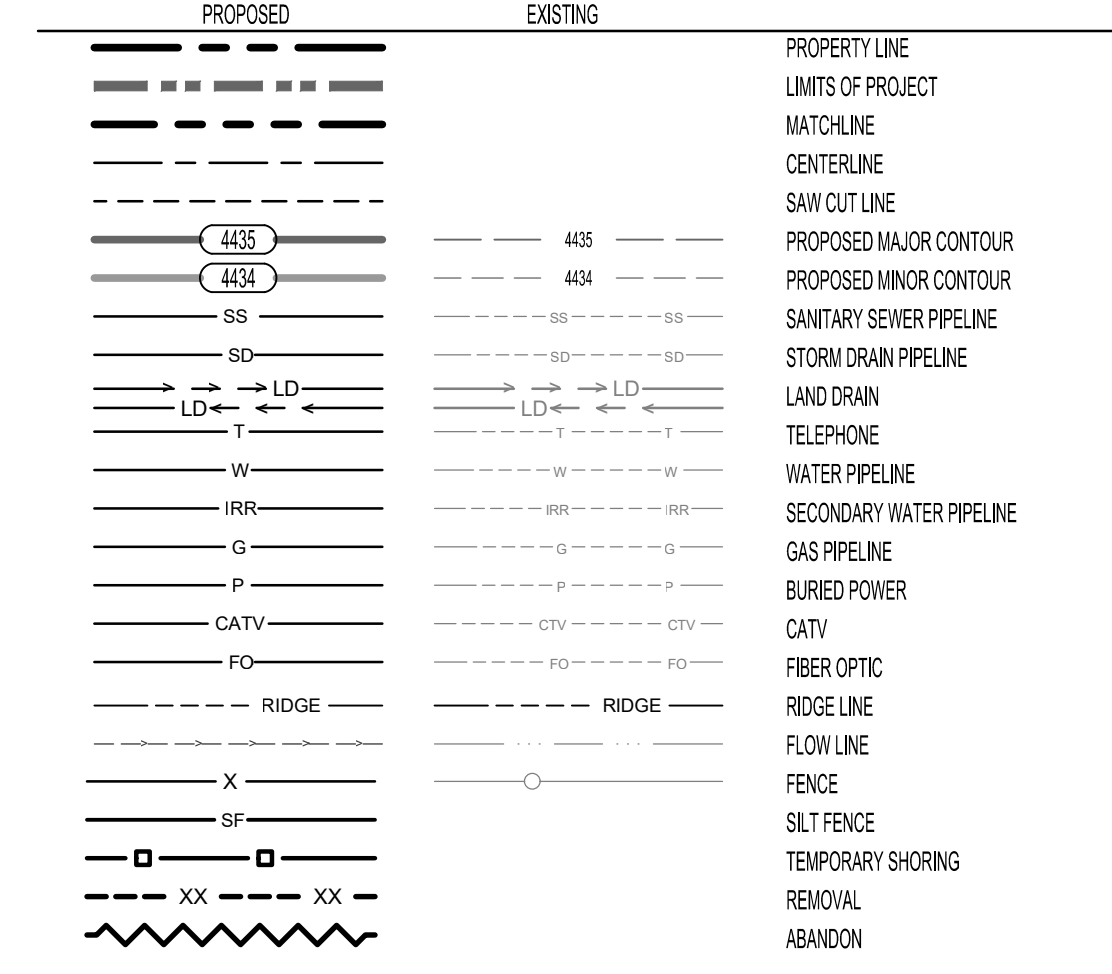 PROPOSED EXISTING
PROPERTY LINE
LIMITS OF PROJECT
MATCHLINE
CENTERLINE
SAW CUT LINE
4435 4435 PROPOSED MAJOR CONTOUR
4434 4434 PROPOSED MINOR CONTOUR
SS SS SS SANITARY SEWER PIPELINE
SD SD SD STORM DRAIN PIPELINE
LD LD LAND DRAIN
LD LD
T T T TELEPHONE
W W W WATER PIPELINE
IRR IRR IRR SECONDARY WATER PIPELINE
G G G GAS PIPELINE
P P P BURIED POWER
CATV CTV CTV CATV
FO FO FO FIBER OPTIC
RIDGE RIDGE RIDGE LINE
FLOW LINE
X FENCE
SF SILT FENCE
TEMPORARY SHORING
XX XX REMOVAL
ABANDON